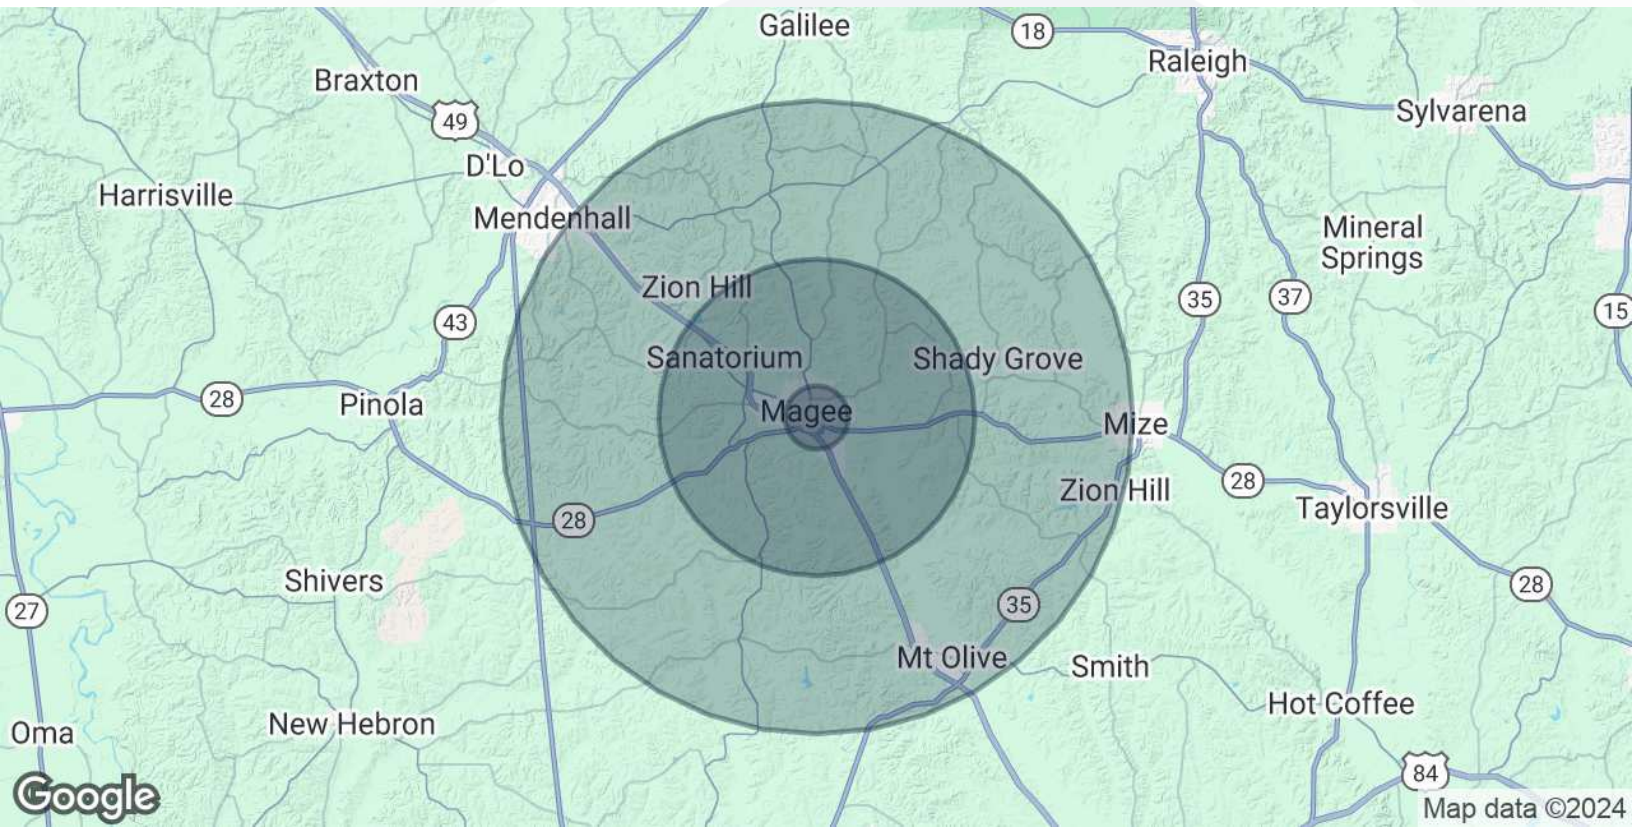 Galilee
18
Raleigh
Braxton
Sylvarena
49
D'Lo
Harrisville
Mendenhall
Mineral
Springs
Zion Hill
35
37
15
43
Sanatorium
Shady Grove
28
Pinola
Magee
Mize
28
Zion Hill
Taylorsville
28
Shivers
28
27
35
Mt Olive
Smith
Hot Coffee
New Hebron
Oma
84
Google
Map data ©2024